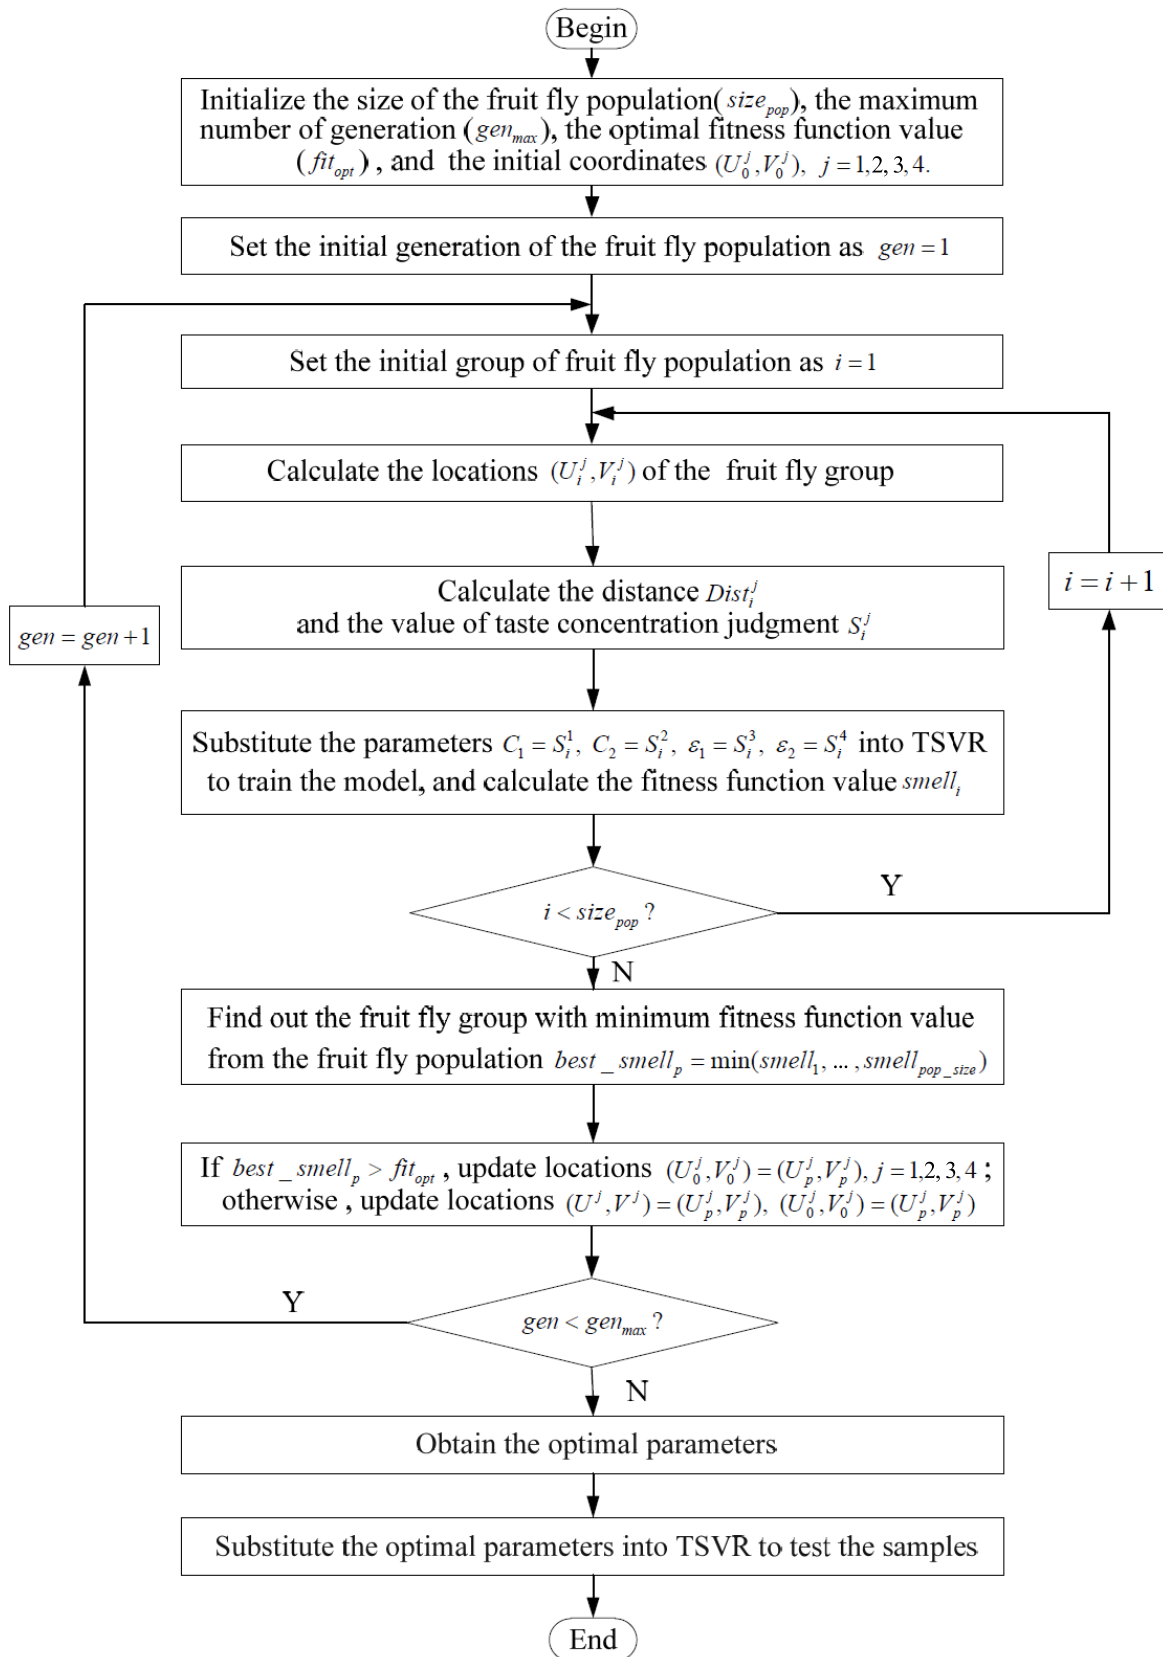 Begin
Initialize the size of the fruit fly population(size_pop), the maximum
number of generation (gen_max), the optimal fitness function value
(fit_opt), and the initial coordinates (U_0^j,V_0^j), j = 1,2,3,4.
Set the initial generation of the fruit fly population as gen = 1
Set the initial group of fruit fly population as i = 1
Calculate the locations (U_i^j,V_i^j) of the fruit fly group
Calculate the distance Dist_i^j
and the value of taste concentration judgment S_i^j
i = i + 1
gen = gen + 1
Substitute the parameters C_1 = S_i^1, C_2 = S_i^2, ε_1 = S_i^3, ε_2 = S_i^4 into TSVR
to train the model, and calculate the fitness function value smell_i
i < size_pop ?
Y
N
Find out the fruit fly group with minimum fitness function value
from the fruit fly population best _ smell_p = min(smell_1, ... ,smell_pop_size)
If best _ smell_p > fit_opt, update locations (U_0^j,V_0^j) = (U_p^j,V_p^j), j = 1,2,3,4 ;
otherwise , update locations (U^j,V^j) = (U_p^j,V_p^j), (U_0^j,V_0^j) = (U_p^j,V_p^j)
Y
gen < gen_max ?
N
Obtain the optimal parameters
Substitute the optimal parameters into TSVR to test the samples
End